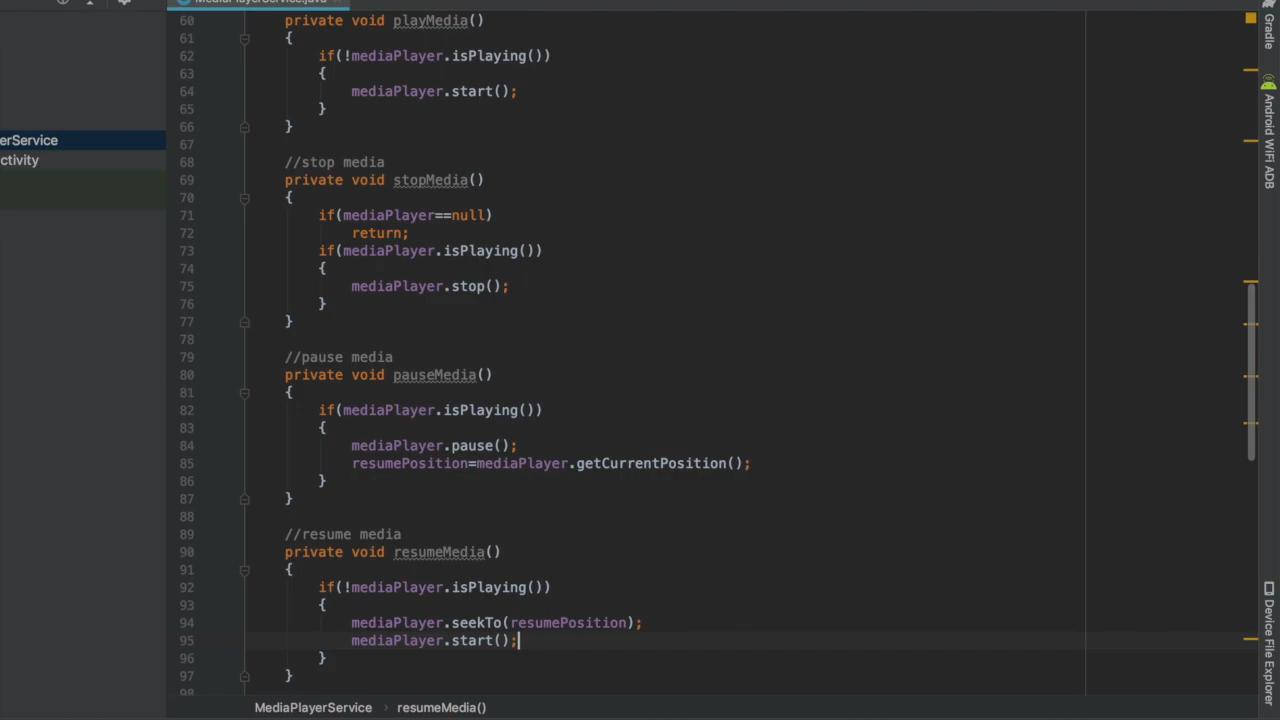 MediaPlayerService.java
60 private void playMedia()
61 {
62 if(!mediaPlayer.isPlaying())
63 {
64 mediaPlayer.start();
65 }
66 }
67
68 //stop media
69 private void stopMedia()
70 {
71 if(mediaPlayer==null)
72 return;
73 if(mediaPlayer.isPlaying())
74 {
75 mediaPlayer.stop();
76 }
77 }
78
79 //pause media
80 private void pauseMedia()
81 {
82 if(mediaPlayer.isPlaying())
83 {
84 mediaPlayer.pause();
85 resumePosition=mediaPlayer.getCurrentPosition();
86 }
87 }
88
89 //resume media
90 private void resumeMedia()
91 {
92 if(!mediaPlayer.isPlaying())
93 {
94 mediaPlayer.seekTo(resumePosition);
95 mediaPlayer.start();
96 }
97 }
98
erService
ctivity
Gradle
Android WiFi ADB
Device File Explorer
MediaPlayerService › resumeMedia()